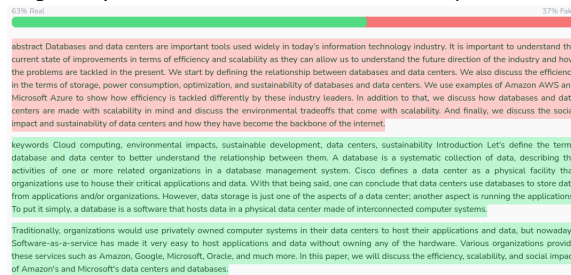 63% Real
37% Fak
abstract Databases and data centers are important tools used widely in today's information technology industry. It is important to understand th
current state of improvements in terms of efficiency and scalability as they can allow us to understand the future direction of the industry and how
the problems are tackled in the present. We start by defining the relationship between databases and data centers. We also discuss the efficienc
in the terms of storage, power consumption, optimization, and sustainability of databases and data centers. We use examples of Amazon AWS an
Microsoft Azure to show how efficiency is tackled differently by these industry leaders. In addition to that, we discuss how databases and dat
centers are made with scalability in mind and discuss the environmental tradeoffs that come with scalability. And finally, we discuss the socia
impact and sustainability of data centers and how they have become the backbone of the internet.
keywords Cloud computing, environmental impacts, sustainable development, data centers, sustainability Introduction Let's define the term
database and data center to better understand the relationship between them. A database is a systematic collection of data, describing th
activities of one or more related organizations in a database management system. Cisco defines a data center as a physical facility tha
organizations use to house their critical applications and data. With that being said, one can conclude that data centers use databases to store dat
from applications and/or organizations. However, data storage is just one of the aspects of a data center; another aspect is running the applications
To put it simply, a database is a software that hosts data in a physical data center made of interconnected computer systems.
Traditionally, organizations would use privately owned computer systems in their data centers to host their applications and data, but nowaday
Software-as-a-service has made it very easy to host applications and data without owning any of the hardware. Various organizations provid
these services such as Amazon, Google, Microsoft, Oracle, and much more. In this paper, we will discuss the efficiency, scalability, and social impac
of Amazon's and Microsoft's data centers and databases.